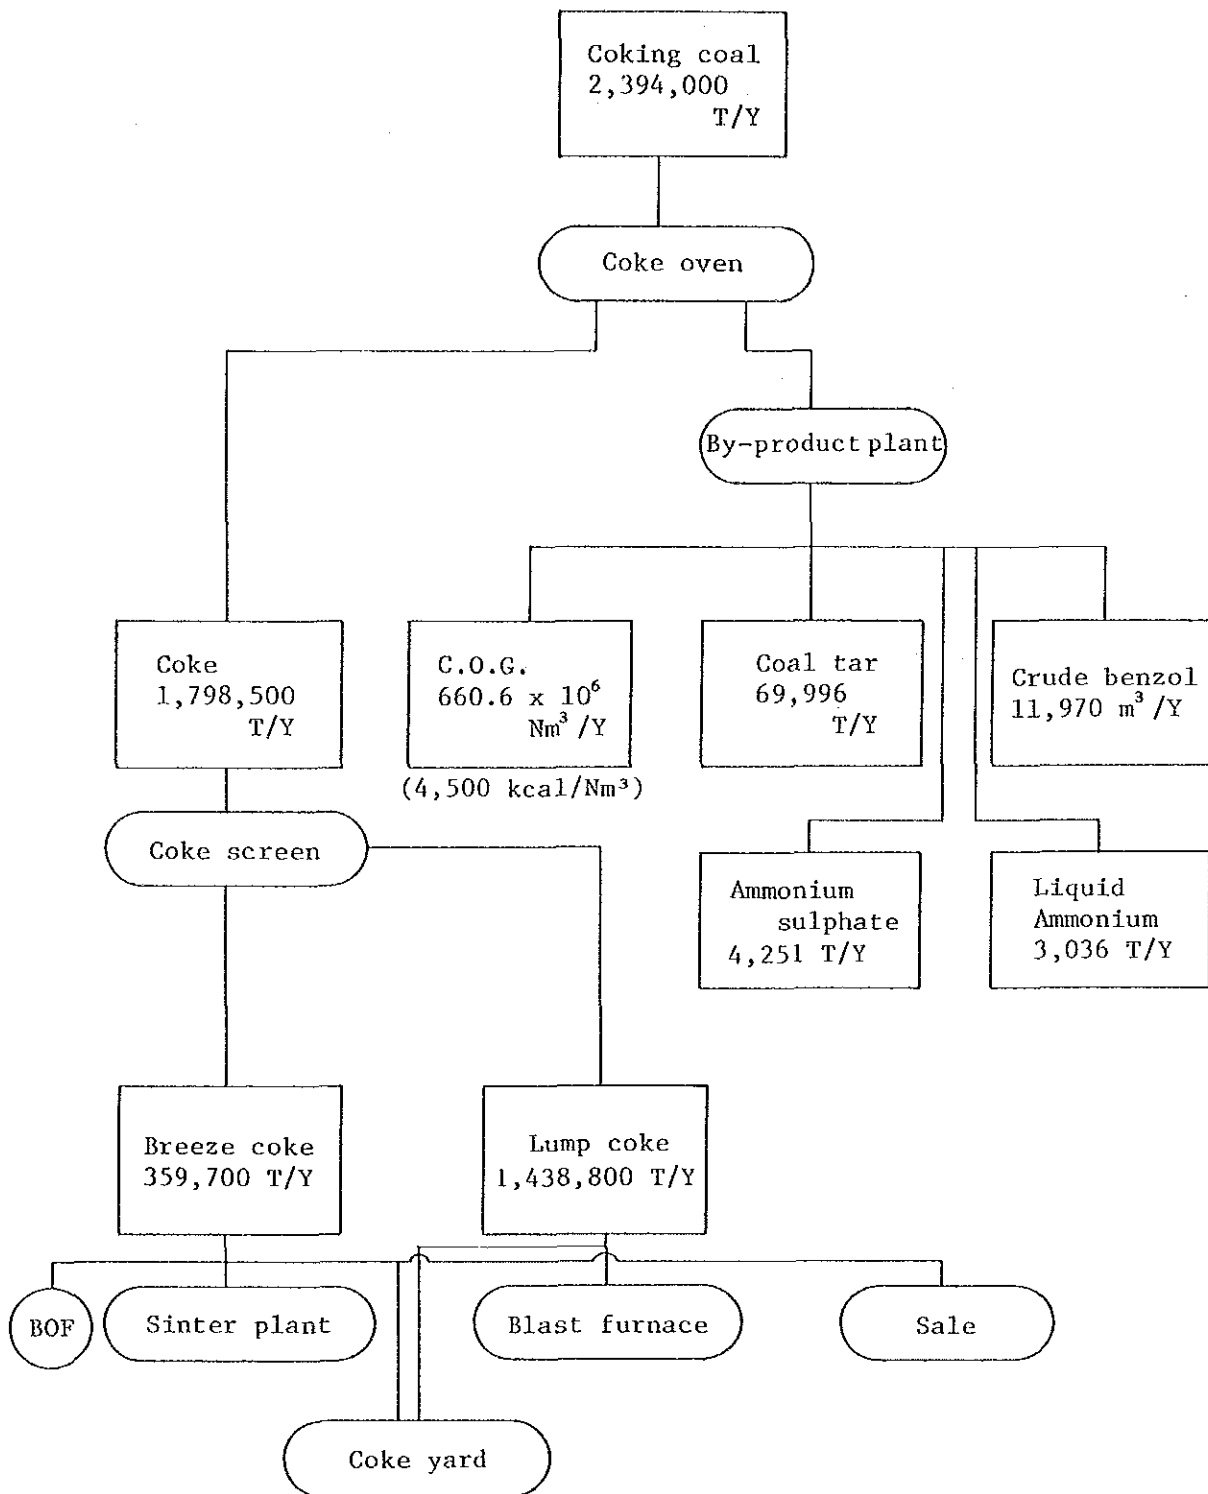 Coking coal
2,394,000
T/Y
Coke oven
By-product plant
Coke
1,798,500
T/Y
C.O.G.
660.6 x 10⁶
Nm³/Y
(4,500 kcal/Nm³)
Coal tar
69,996
T/Y
Crude benzol
11,970 m³/Y
Coke screen
Ammonium
sulphate
4,251 T/Y
Liquid
Ammonium
3,036 T/Y
Breeze coke
359,700 T/Y
Lump coke
1,438,800 T/Y
BOF
Sinter plant
Blast furnace
Sale
Coke yard